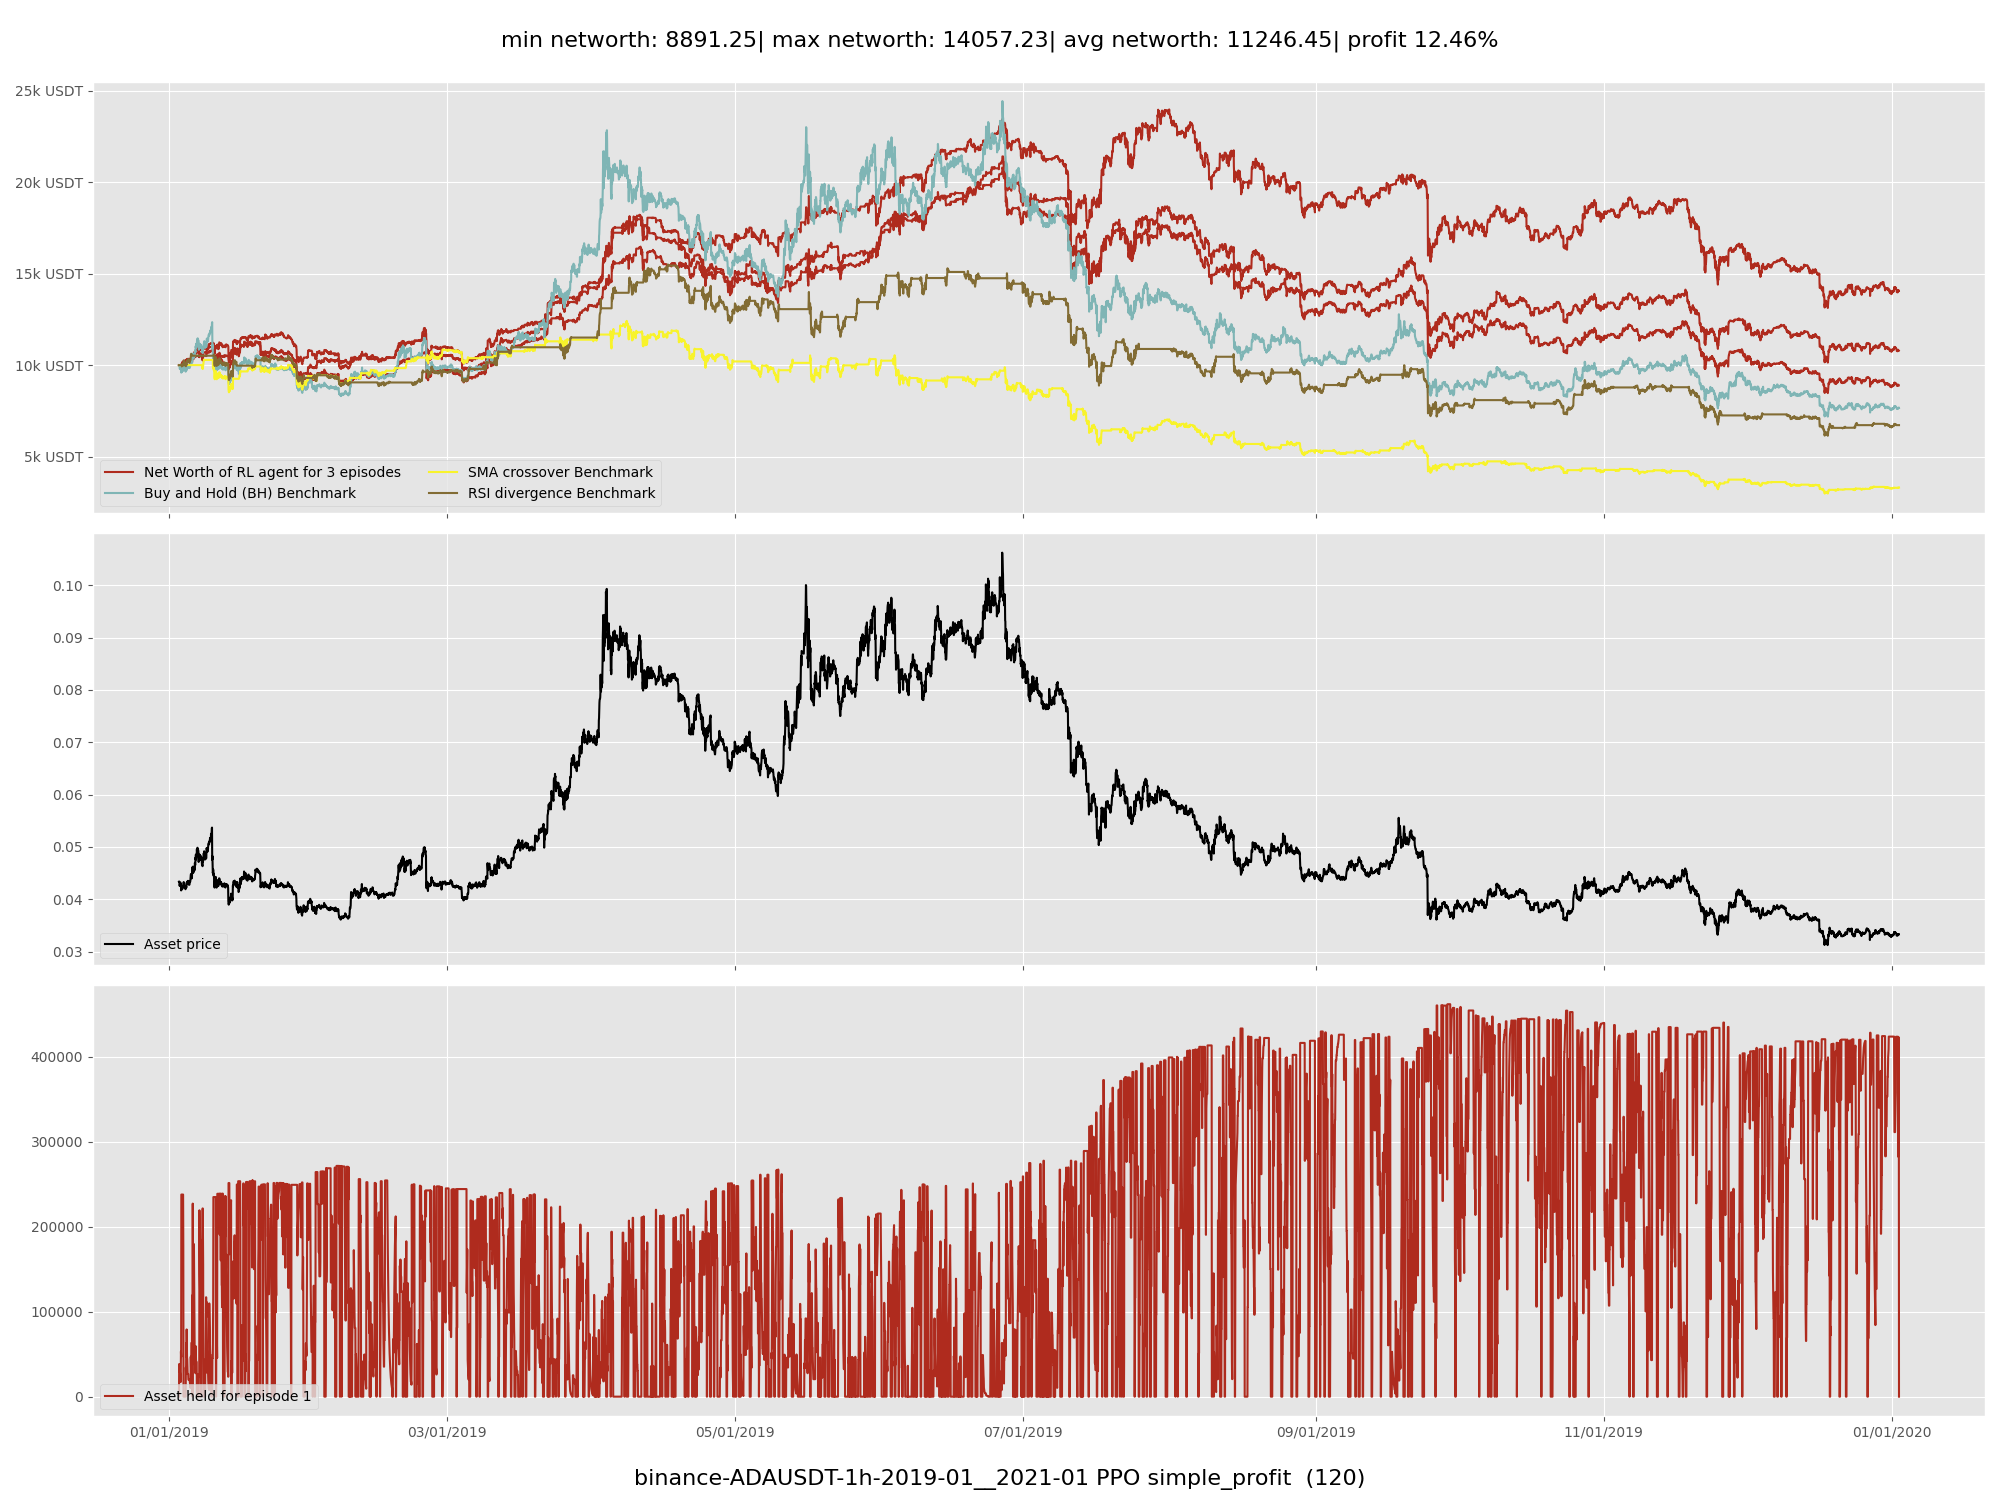 min networth: 8891.25| max networth: 14057.23| avg networth: 11246.45| profit 12.46%
25k USDT
20k USDT
15k USDT
10k USDT
5k USDT
Net Worth of RL agent for 3 episodes
Buy and Hold (BH) Benchmark
SMA crossover Benchmark
RSI divergence Benchmark
0.10
0.09
0.08
0.07
0.06
0.05
0.04
0.03
Asset price
400000
300000
200000
100000
0
Asset held for episode 1
01/01/2019
03/01/2019
05/01/2019
07/01/2019
09/01/2019
11/01/2019
01/01/2020
binance-ADAUSDT-1h-2019-01__2021-01 PPO simple_profit  (120)